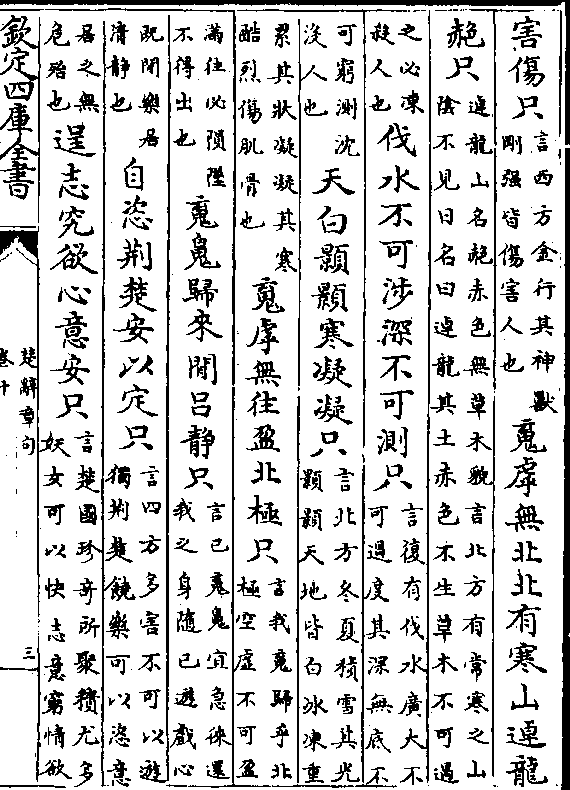 害傷只言西方金行其神獸剛强皆傷害人也魂虖無北北有寒山逴龍
赩只逴龍山名赩赤色無草木貌言北方有常寒之山陰不見日名曰逴龍其土赤色不生草木不可過
之必凍殺人也伐水不可涉深不可測只言復有伐水廣大不可過度其深無底不
可窮測沈没人也天白顥顥寒凝凝只言北方冬夏積雪其光顥顥天地皆白冰凍重
累其狀凝凝其寒酷烈傷肌骨也魂虖無往盈北極只言我魂歸乎北極空虛不可盈
滿往必隕陞不得出也魂魄歸來閒吕靜只言己魂魄宜急徠還我之身隨己遊戲心
既閒樂居清靜也自恣荆楚安以定只言四方多害不可以遊獨荆楚饒樂可以恣意
居之無危殆也逞志究欲心意安只言楚國珍竒所聚積尤多妖女可以快志意窮情欲
欽定四庫全書
楚辭章句
卷十
三